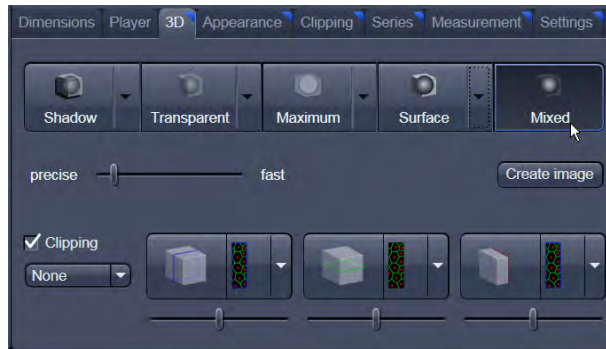 Dimensions Player 3D Appearance Clipping Series Measurement Settings
Shadow Transparent Maximum Surface Mixed
precise fast Create image
Clipping
None